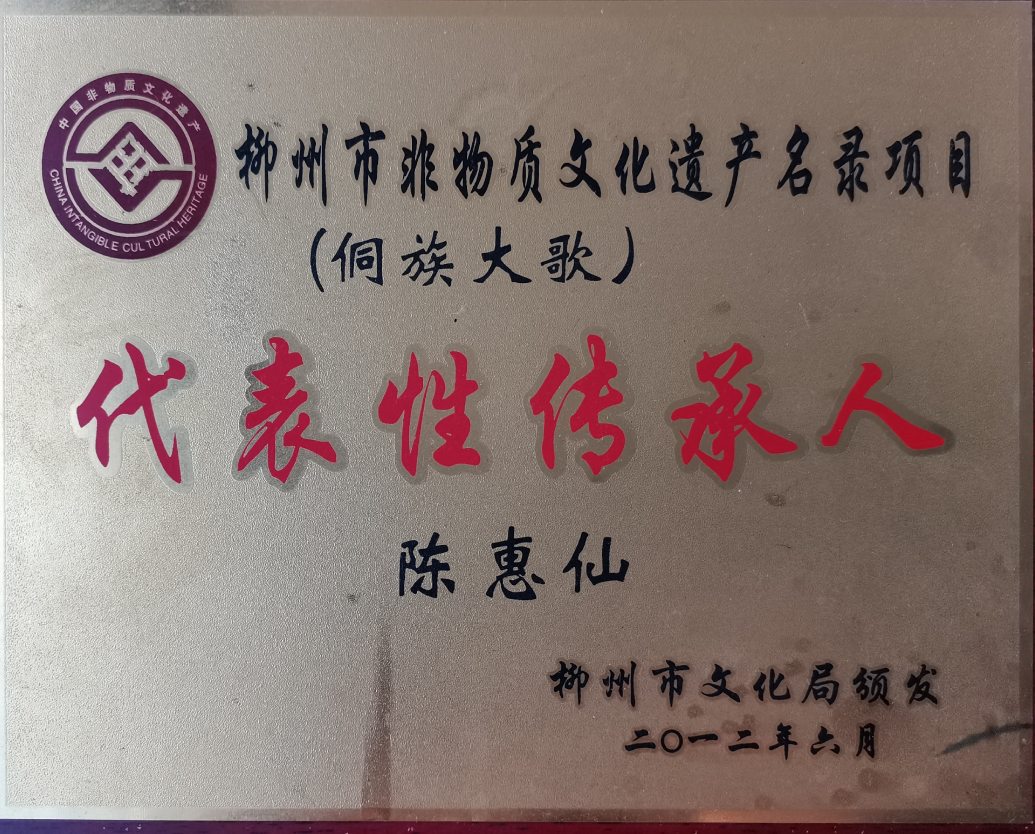 中国非物质文化遗产
CHINA INTANGIBLE CULTURAL HERITAGE
柳州市非物质文化遗产名录项目
(侗族大歌)
代表性传承人
陈惠仙
柳州市文化局颁发
二〇一二年六月